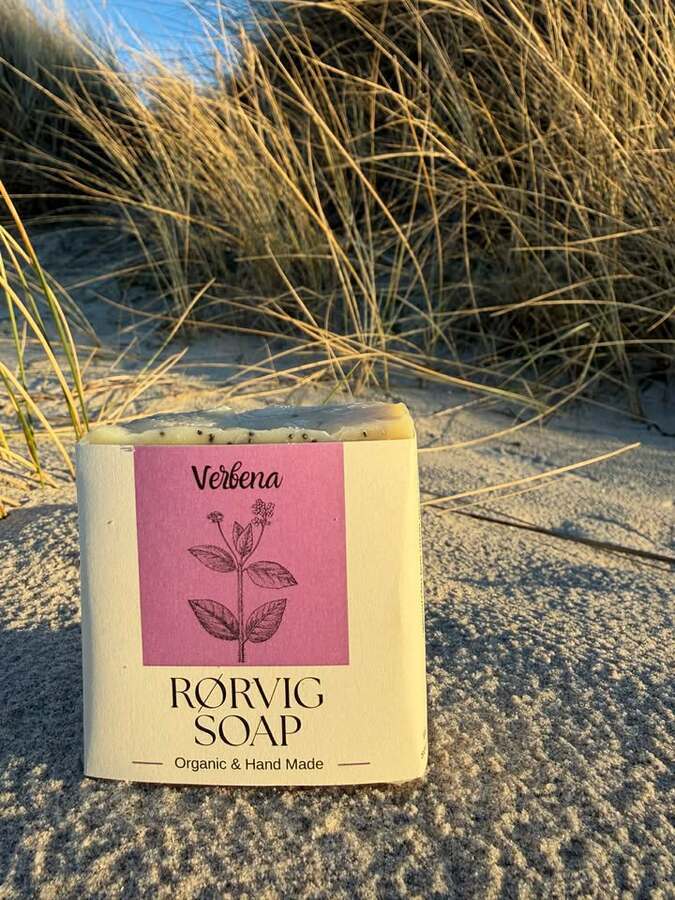 Verbena
RØRVIG
SOAP
Organic & Hand Made